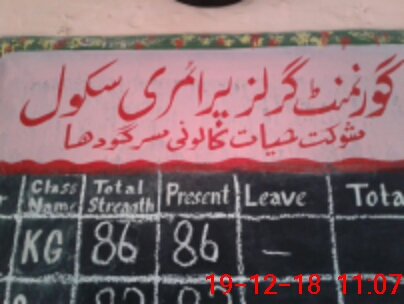 گورنمنٹ گرلز پرائمری سکول
شوکت حیات کالونی سرگودھا
Class Name Total Strength Present Leave Tota
KG 86 86 —
19-12-18 11:07